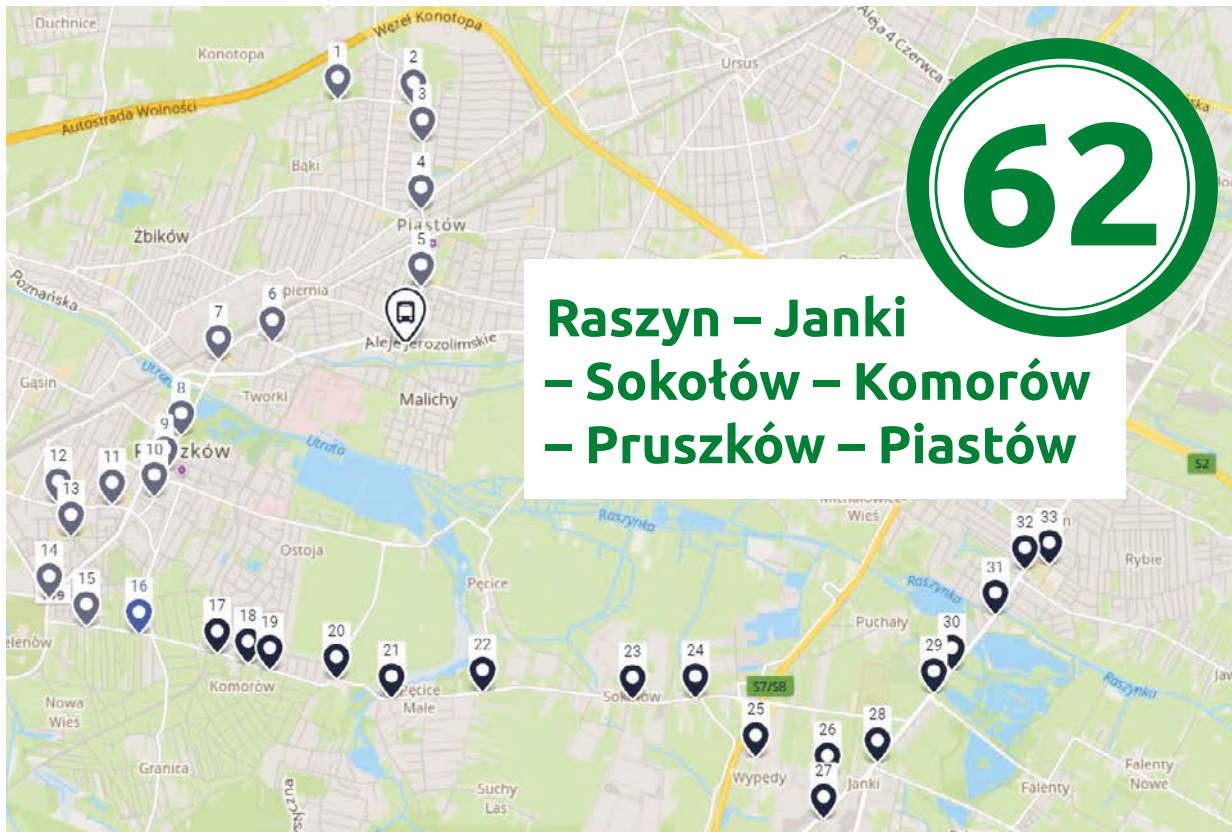 Duchnice
Węzeł Konotopa
Aleja 4 Czerwca 1
Konotopa
1
2
Ursus
62
3
Autostrada Wolności
Bąki
4
Piastów
Żbików
5
Poznańska
6
piernia
7
Aleje Jerozolimskie
Raszyn – Janki
– Sokołów – Komorów
– Pruszków – Piastów
Gąsin
8
Tworki
Malichy
9
Utrata
10
11
12
S2
13
Wieś
Raszynka
32
33
Rybie
Ostoja
14
Pęcice
31
Raszynka
15
16
17
18
19
20
21
22
23
24
Puchały
30
29
Komorów
Pęcice
Małe
Sokołów
S7/S8
Raszynka
Nowa
Wieś
25
26
28
Granica
Wypędy
27
Janki
Falenty
Falenty
Nowe
Suchy
Las